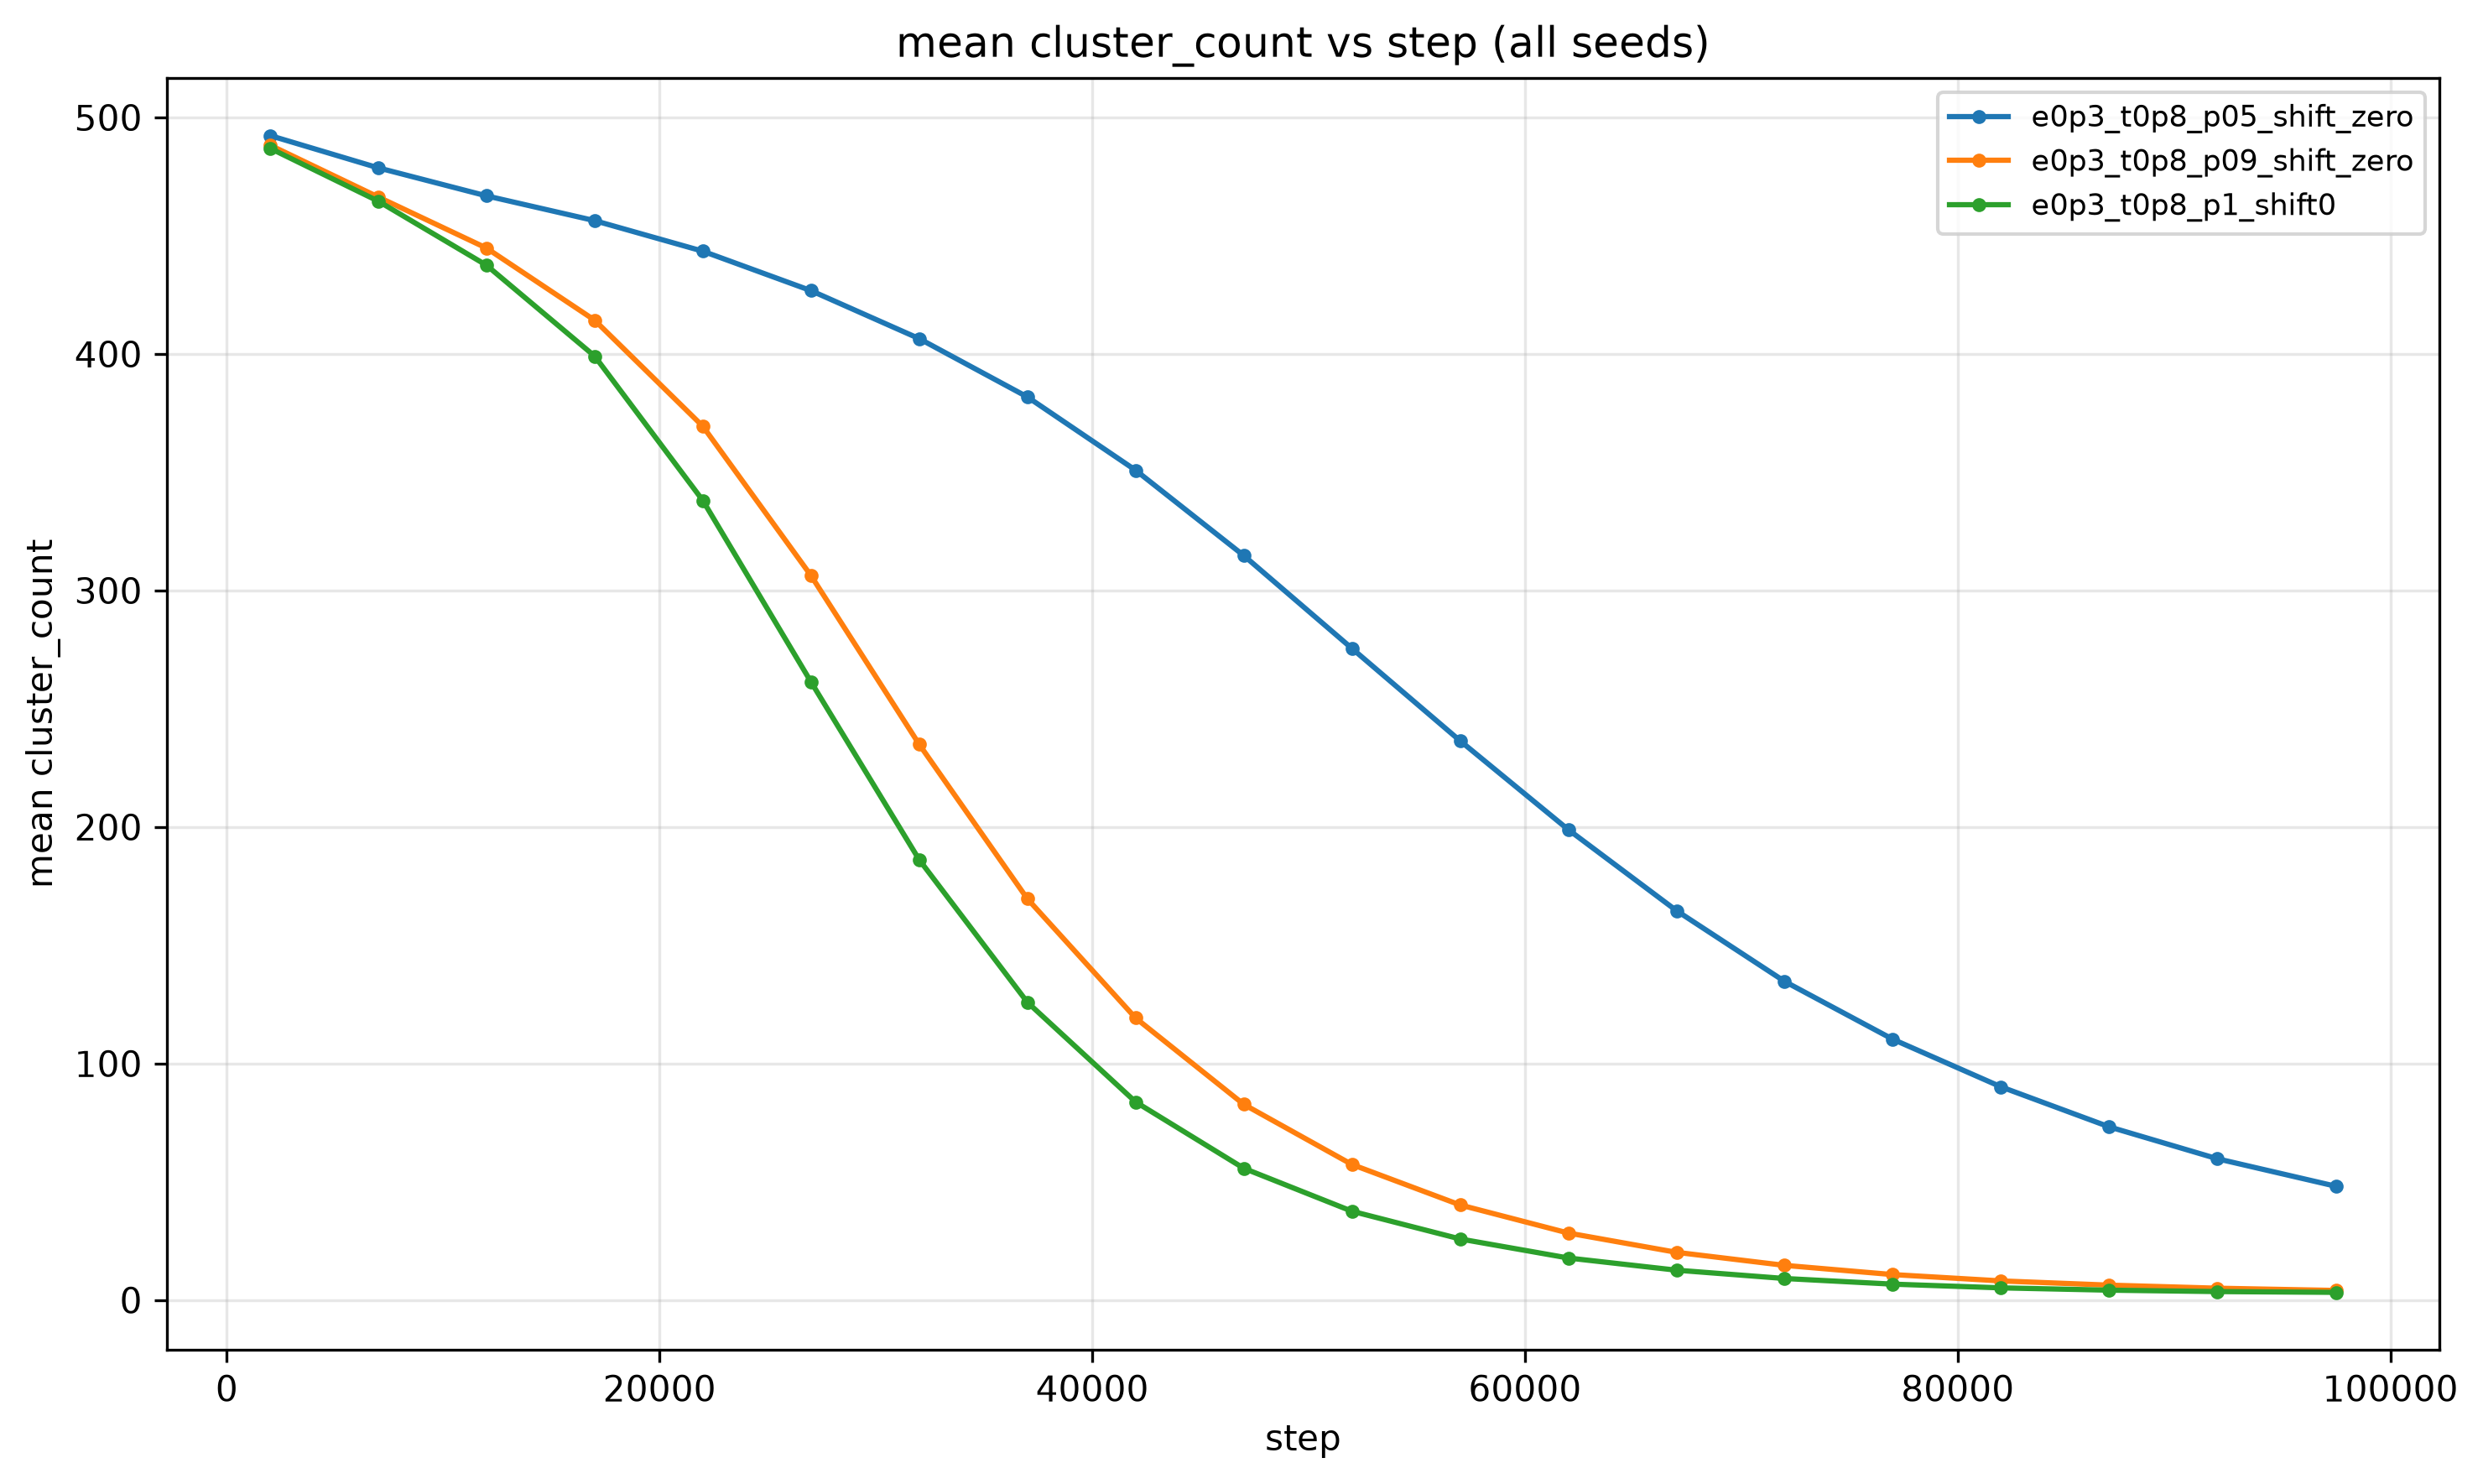 mean cluster_count vs step (all seeds)
500
400
300
200
100
0
mean cluster_count
e0p3_t0p8_p05_shift_zero
e0p3_t0p8_p09_shift_zero
e0p3_t0p8_p1_shift0
0
20000
40000
60000
80000
100000
step